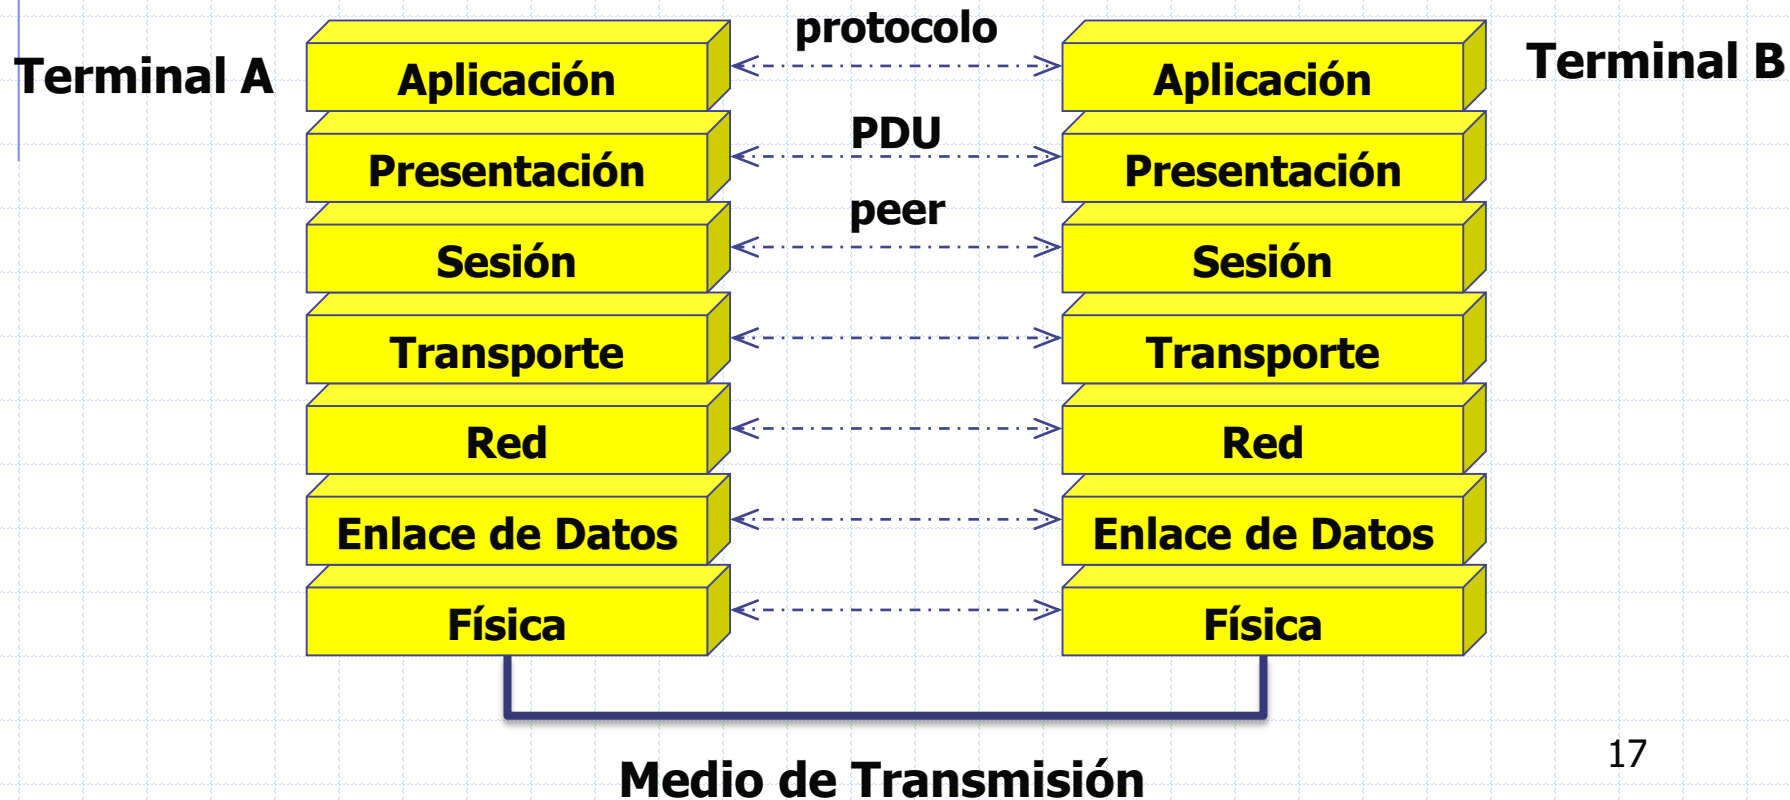 protocolo
Terminal A
Aplicación
Aplicación
Terminal B
PDU
Presentación
Presentación
peer
Sesión
Sesión
Transporte
Transporte
Red
Red
Enlace de Datos
Enlace de Datos
Física
Física
Medio de Transmisión
17